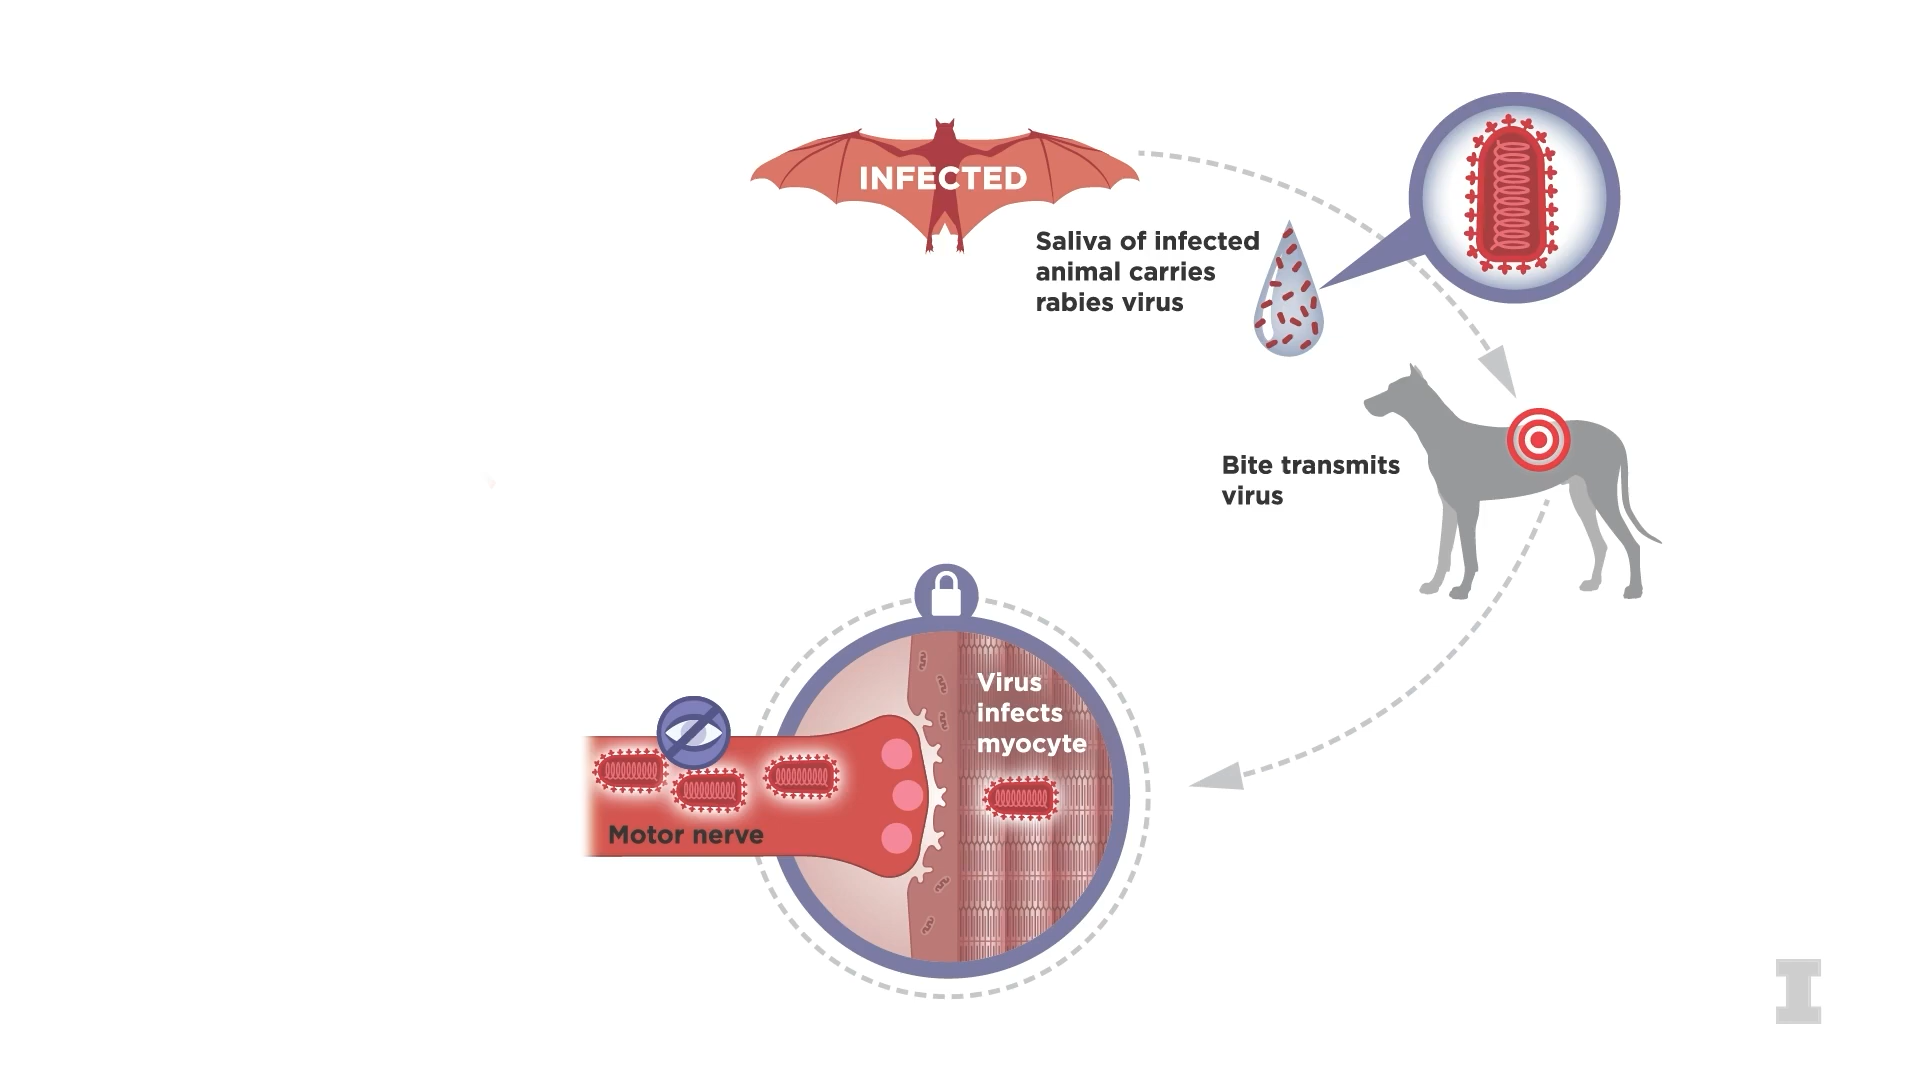 INFECTED
Saliva of infected
animal carries
rabies virus
Bite transmits
virus
Virus
infects
myocyte
Motor nerve
I